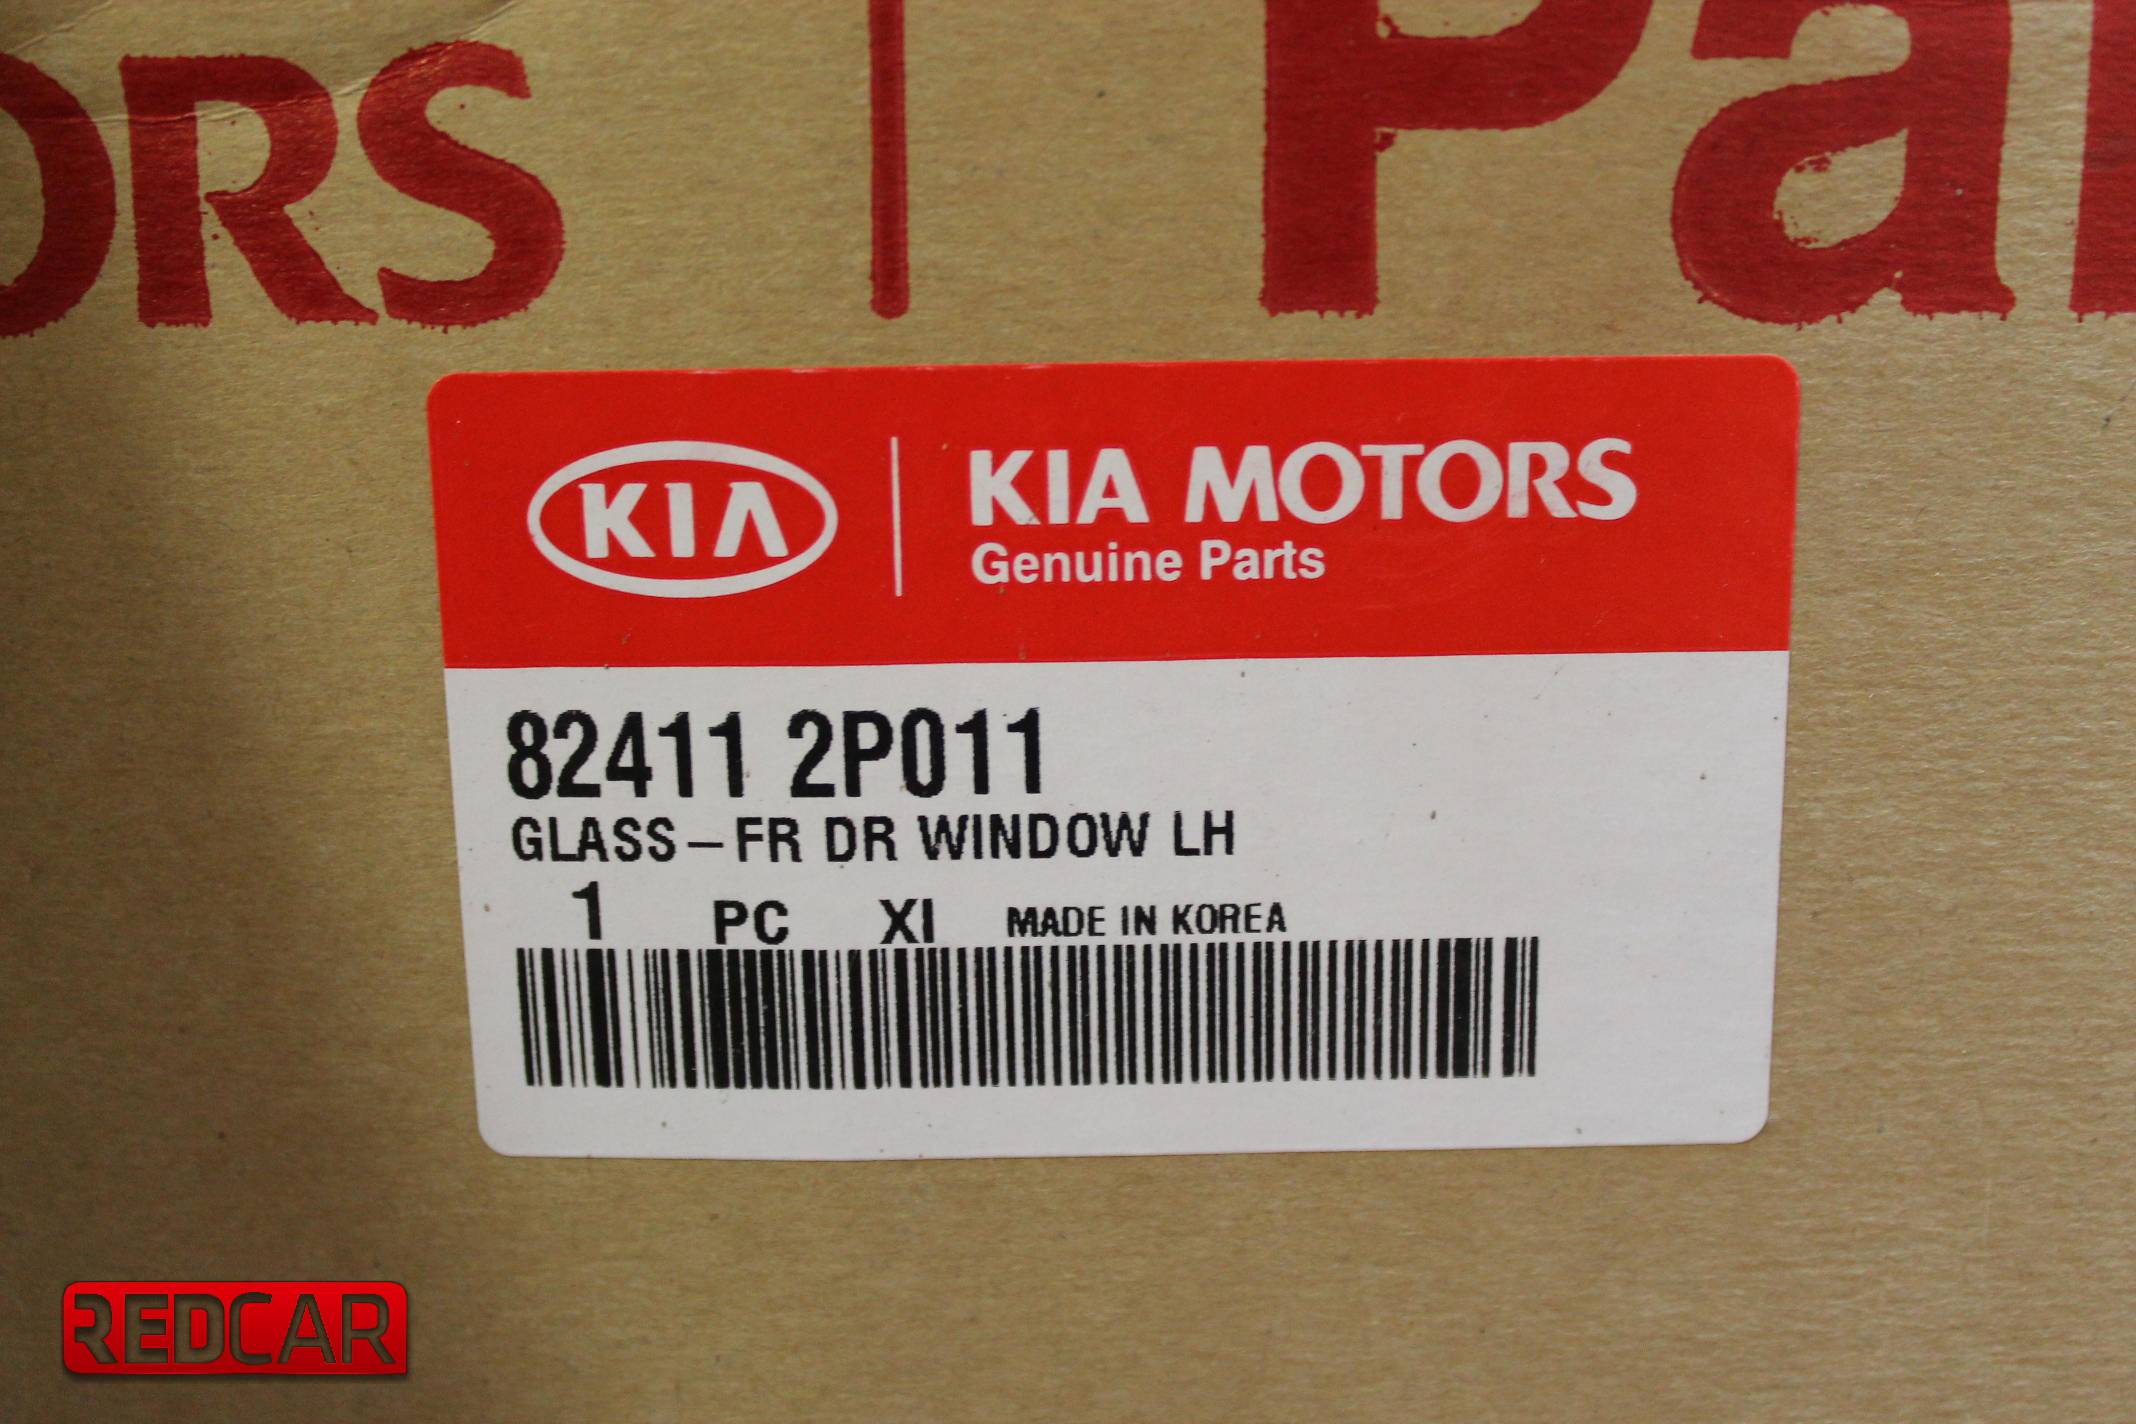 ORS Par
KIA
KIA MOTORS
Genuine Parts
82411 2P011
GLASS-FR DR WINDOW LH
1 PC XI MADE IN KOREA
REDCAR